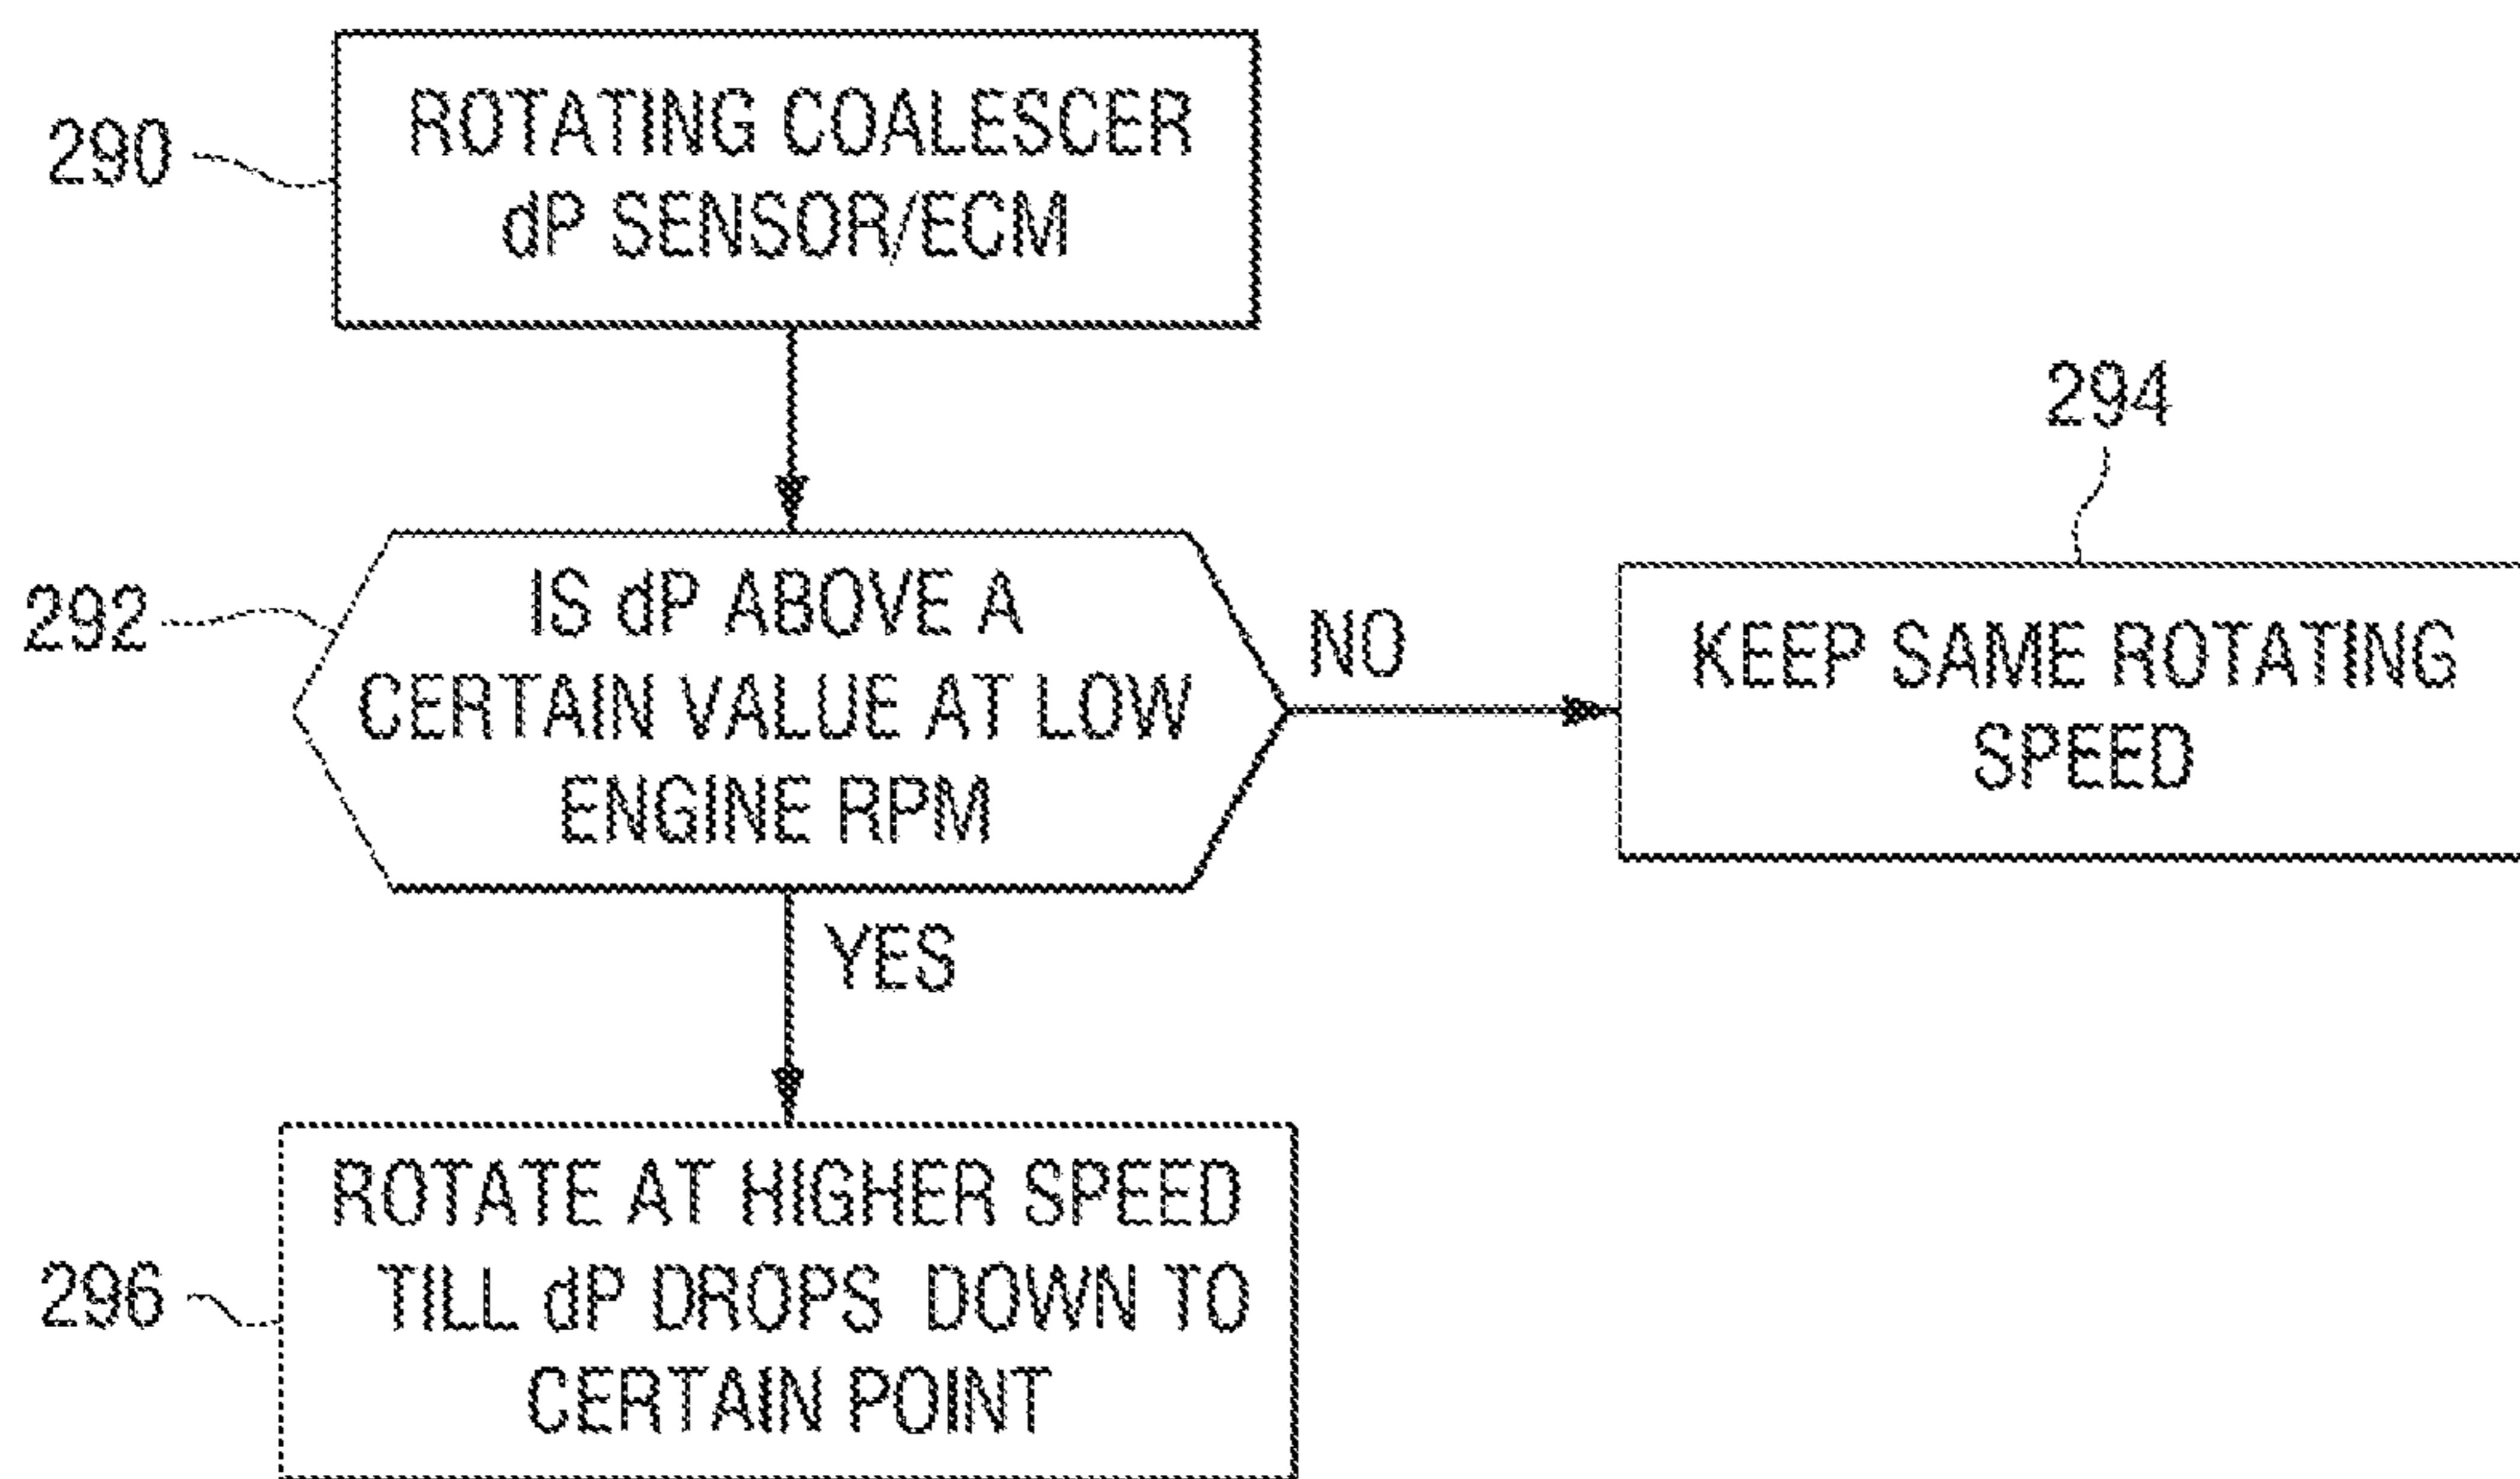 290
ROTATING COALESCER
dP SENSOR/ECM
292
IS dP ABOVE A
CERTAIN VALUE AT LOW
ENGINE RPM
NO
294
KEEP SAME ROTATING
SPEED
YES
296
ROTATE AT HIGHER SPEED
TILL dP DROPS DOWN TO
CERTAIN POINT